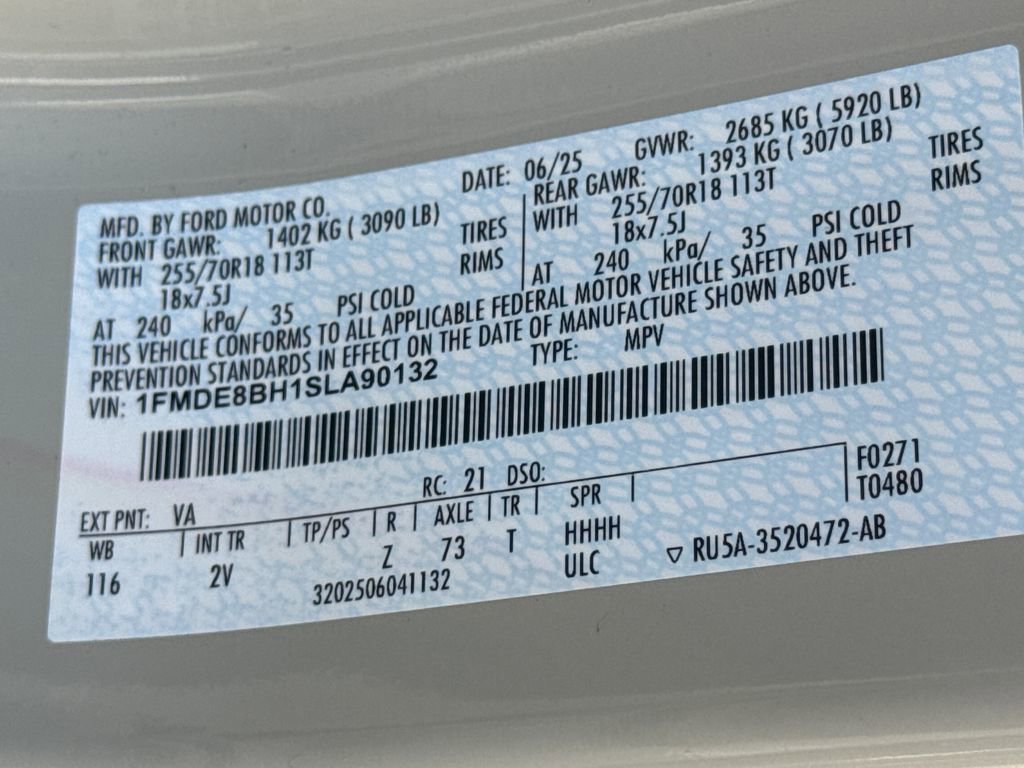 MFD. BY FORD MOTOR CO. DATE: 06/25 GVWR: 2685 KG ( 5920 LB)
FRONT GAWR: 1402 KG ( 3090 LB) REAR GAWR: 1393 KG ( 3070 LB)
WITH 255/70R18 113T TIRES WITH 255/70R18 113T TIRES
18x7.5J RIMS 18x7.5J RIMS
AT 240 kPa/ 35 PSI COLD AT 240 kPa/ 35 PSI COLD
THIS VEHICLE CONFORMS TO ALL APPLICABLE FEDERAL MOTOR VEHICLE SAFETY AND THEFT
PREVENTION STANDARDS IN EFFECT ON THE DATE OF MANUFACTURE SHOWN ABOVE.
VIN: 1FMDE8BH1SLA90132 TYPE: MPV
EXT PNT: VA RC: 21 DSO: F0271
WB INT TR TP/PS R AXLE TR SPR T0480
116 2V Z 73 T HHHH
3202506041132 ULC ▽ RU5A-3520472-AB